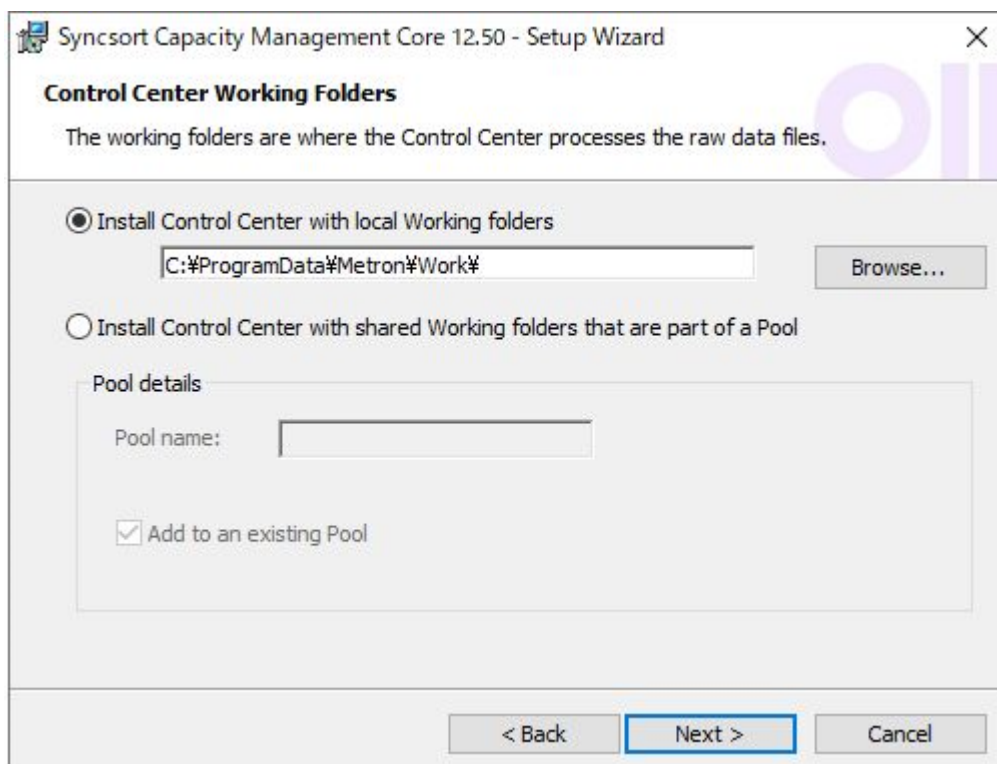 Syncsort Capacity Management Core 12.50 - Setup Wizard
Control Center Working Folders
The working folders are where the Control Center processes the raw data files.
Install Control Center with local Working folders
C:¥ProgramData¥Metron¥Work¥
Browse...
Install Control Center with shared Working folders that are part of a Pool
Pool details
Pool name:
Add to an existing Pool
< Back
Next >
Cancel